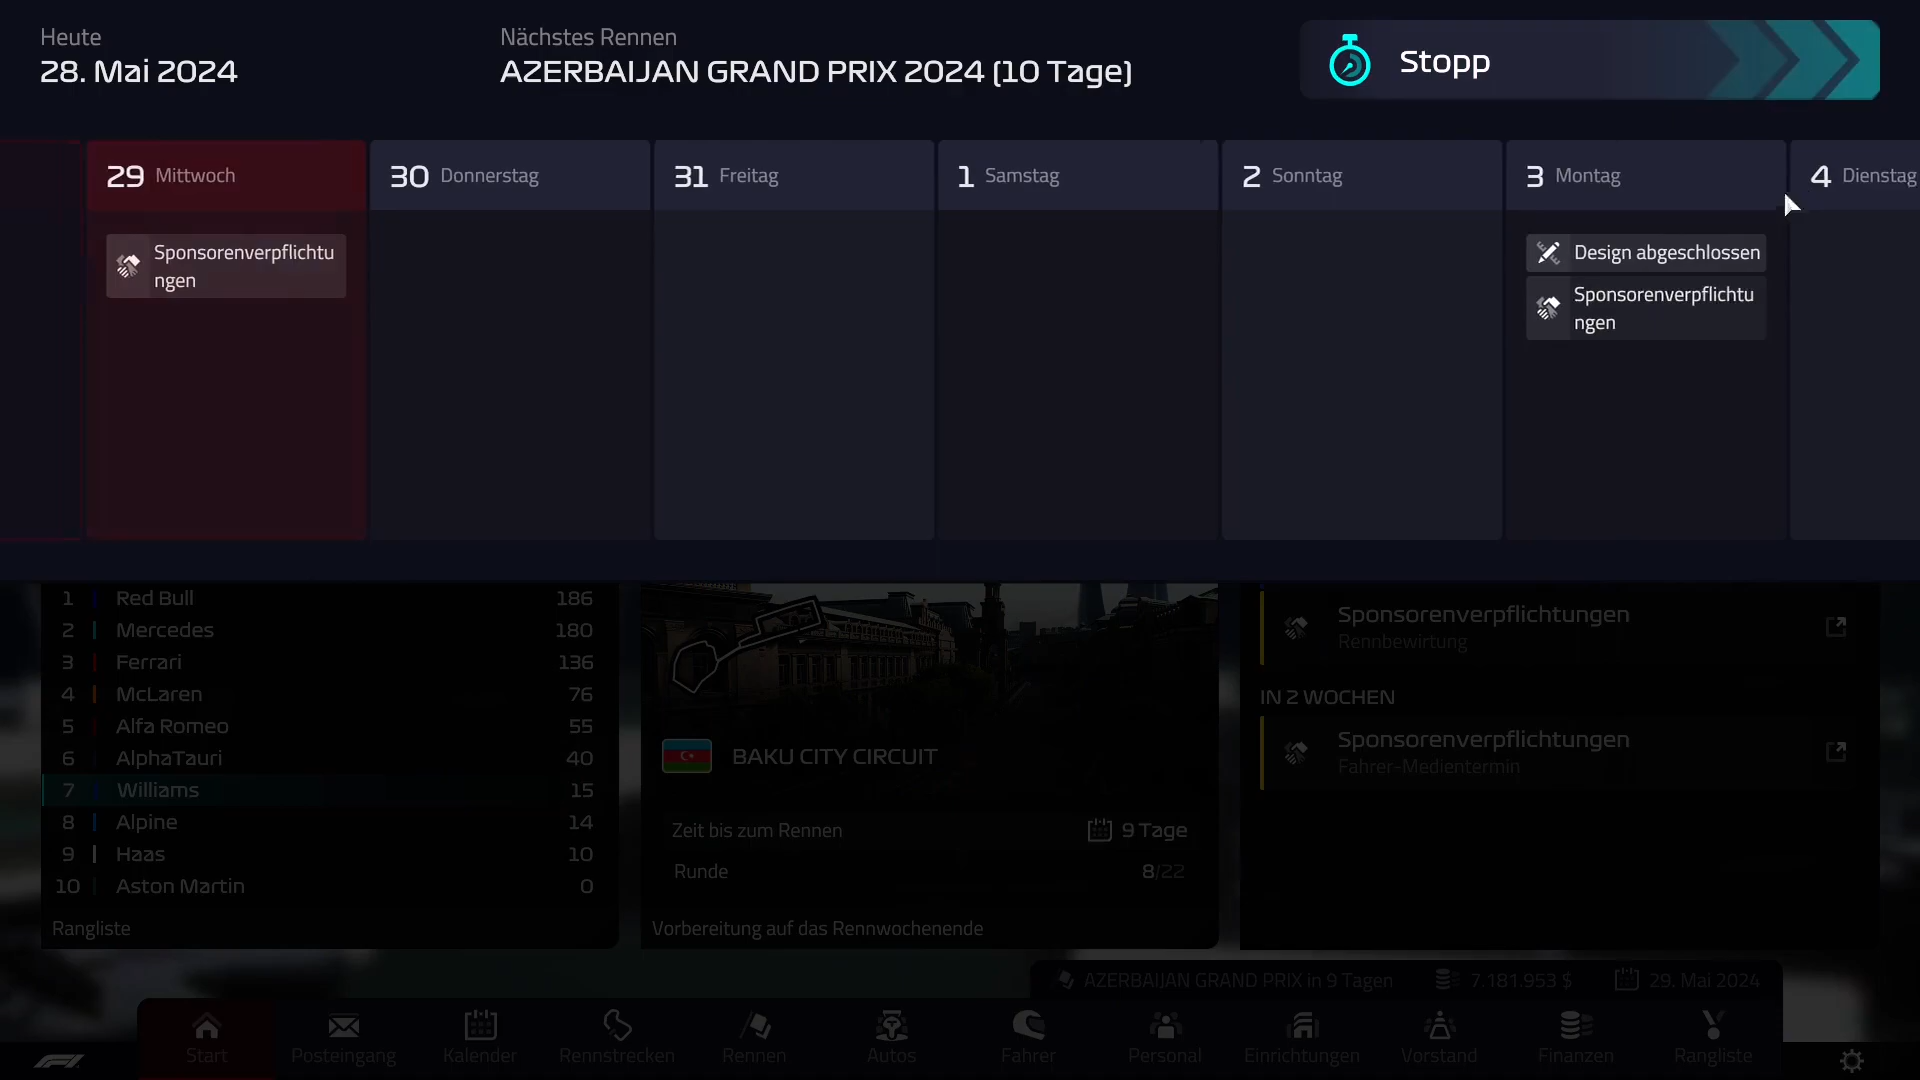 Heute
28. Mai 2024
Nächstes Rennen
AZERBAIJAN GRAND PRIX 2024 (10 Tage)
Stopp
29 Mittwoch
30 Donnerstag
31 Freitag
1 Samstag
2 Sonntag
3 Montag
4 Dienstag
Sponsorenverpflichtu
ngen
Design abgeschlossen
Sponsorenverpflichtu
ngen
1 Red Bull 186
2 Mercedes 180
3 Ferrari 136
4 McLaren 76
5 Alfa Romeo 55
6 AlphaTauri 40
7 Williams 15
8 Alpine 14
9 Haas 10
10 Aston Martin 0
Rangliste
BAKU CITY CIRCUIT
Zeit bis zum Rennen 9 Tage
Runde 8/22
Vorbereitung auf das Rennwochenende
Sponsorenverpflichtungen
Rennbewirtung
IN 2 WOCHEN
Sponsorenverpflichtungen
Fahrer-Medientermin
AZERBAIJAN GRAND PRIX in 9 Tagen 7.181.953 $ 29. Mai 2024
Start Posteingang Kalender Rennstrecken Rennen Autos Fahrer Personal Einrichtungen Vorstand Finanzen Rangliste